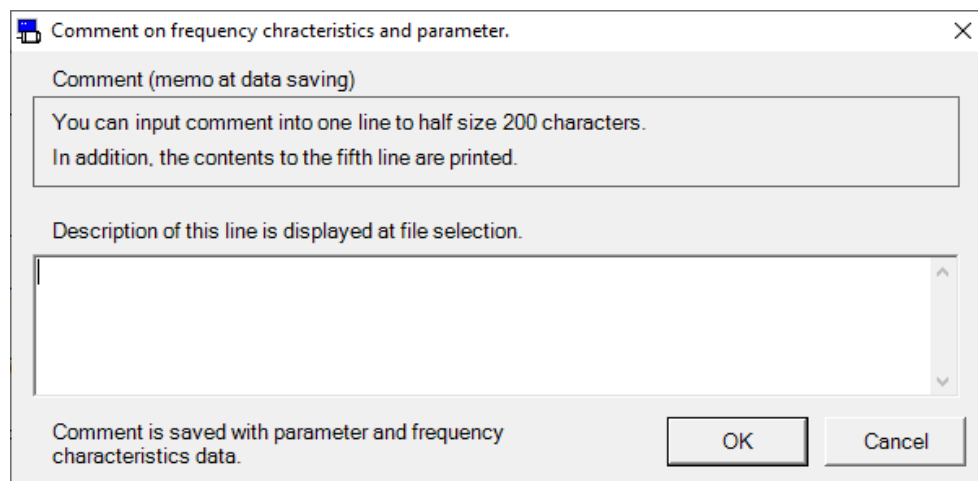 Comment on frequency chracteristics and parameter.
Comment (memo at data saving)
You can input comment into one line to half size 200 characters.
In addition, the contents to the fifth line are printed.
Description of this line is displayed at file selection.
Comment is saved with parameter and frequency
characteristics data.
OK
Cancel